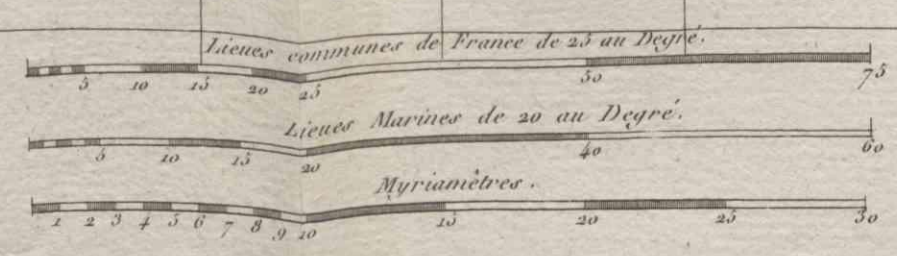 Lieues communes de France de 25 au Degré.
5 10 15 20 25 50 75
Lieues Marines de 20 au Degré.
5 10 15 20 40 60
Myriamètres.
1 2 3 4 5 6 7 8 9 10 15 20 25 30